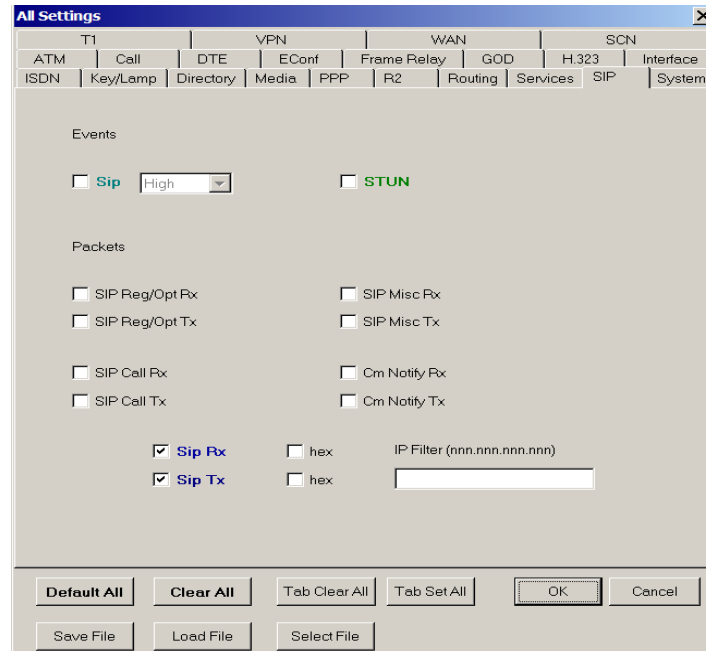 All Settings
T1 VPN WAN SCN
ATM Call DTE EConf Frame Relay GOD H.323 Interface
ISDN Key/Lamp Directory Media PPP R2 Routing Services SIP System
Events
Sip High STUN
Packets
SIP Reg/Opt Rx SIP Misc Rx
SIP Reg/Opt Tx SIP Misc Tx
SIP Call Rx Cm Notify Rx
SIP Call Tx Cm Notify Tx
Sip Rx hex IP Filter (nnn.nnn.nnn.nnn)
Sip Tx hex
Default All Clear All Tab Clear All Tab Set All OK Cancel
Save File Load File Select File